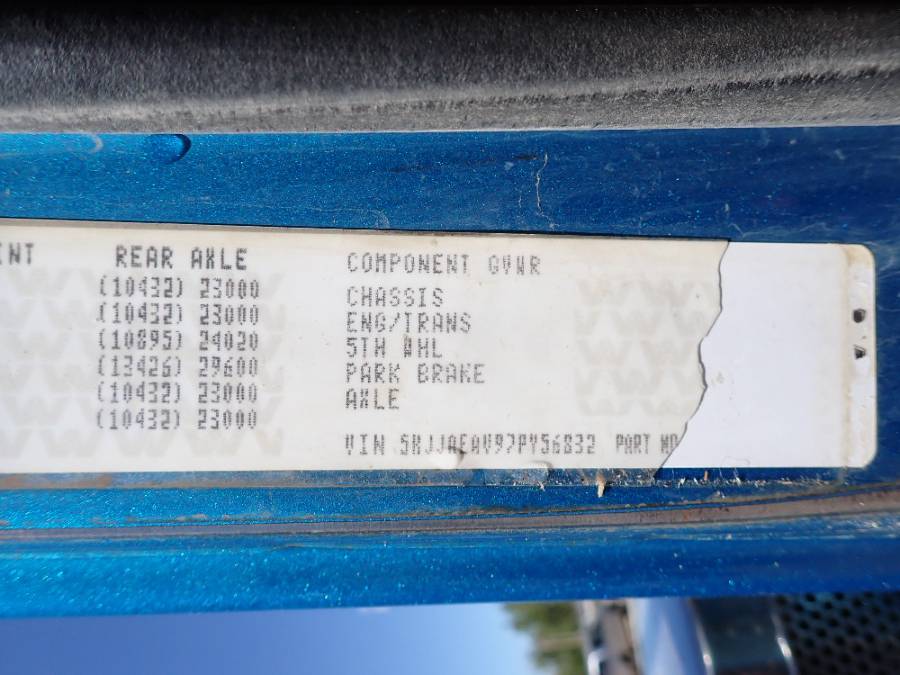 REAR AXLE
(10432) 23000
(10432) 23000
(10895) 24020
(13426) 29600
(10432) 23000
(10432) 23000
COMPONENT GVWR
CHASSIS
ENG/TRANS
5TH WHL
PARK BRAKE
AXLE
VIN 5KJJAEAV97PY56832 PART NO